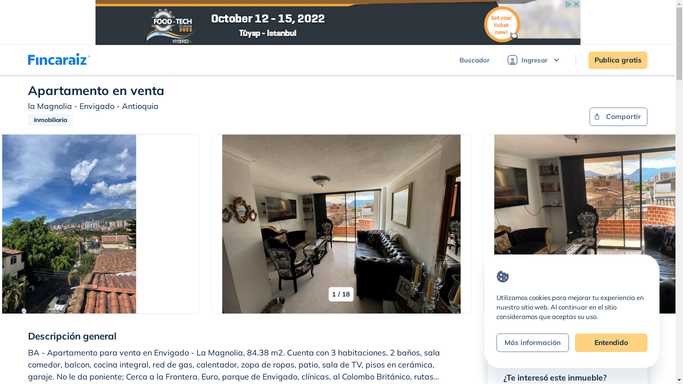 FOOD-TECH
October 12 - 15, 2022
Tüyap - Istanbul
Get your
ticket
now!
Fincaraiz
Buscador
Ingresar
Publica gratis
Apartamento en venta
la Magnolia - Envigado - Antioquia
Inmobiliaria
Compartir
1 / 18
Utilizamos cookies para mejorar tu experiencia en
nuestro sitio web. Al continuar en el sitio
consideramos que aceptas su uso.
Más información
Entendido
Descripción general
BA - Apartamento para venta en Envigado - La Magnolia, 84.38 m2. Cuenta con 3 habitaciones, 2 baños, sala
comedor, balcon, cocina integral, red de gas, calentador, zopa de ropas, patio, sala de TV, pisos en cerámica,
garaje. No le da poniente; Cerca a la Frontera, Euro, parque de Envigado, clínicas, al Colombo Británico, rutas...
¿Te interesó este inmueble?